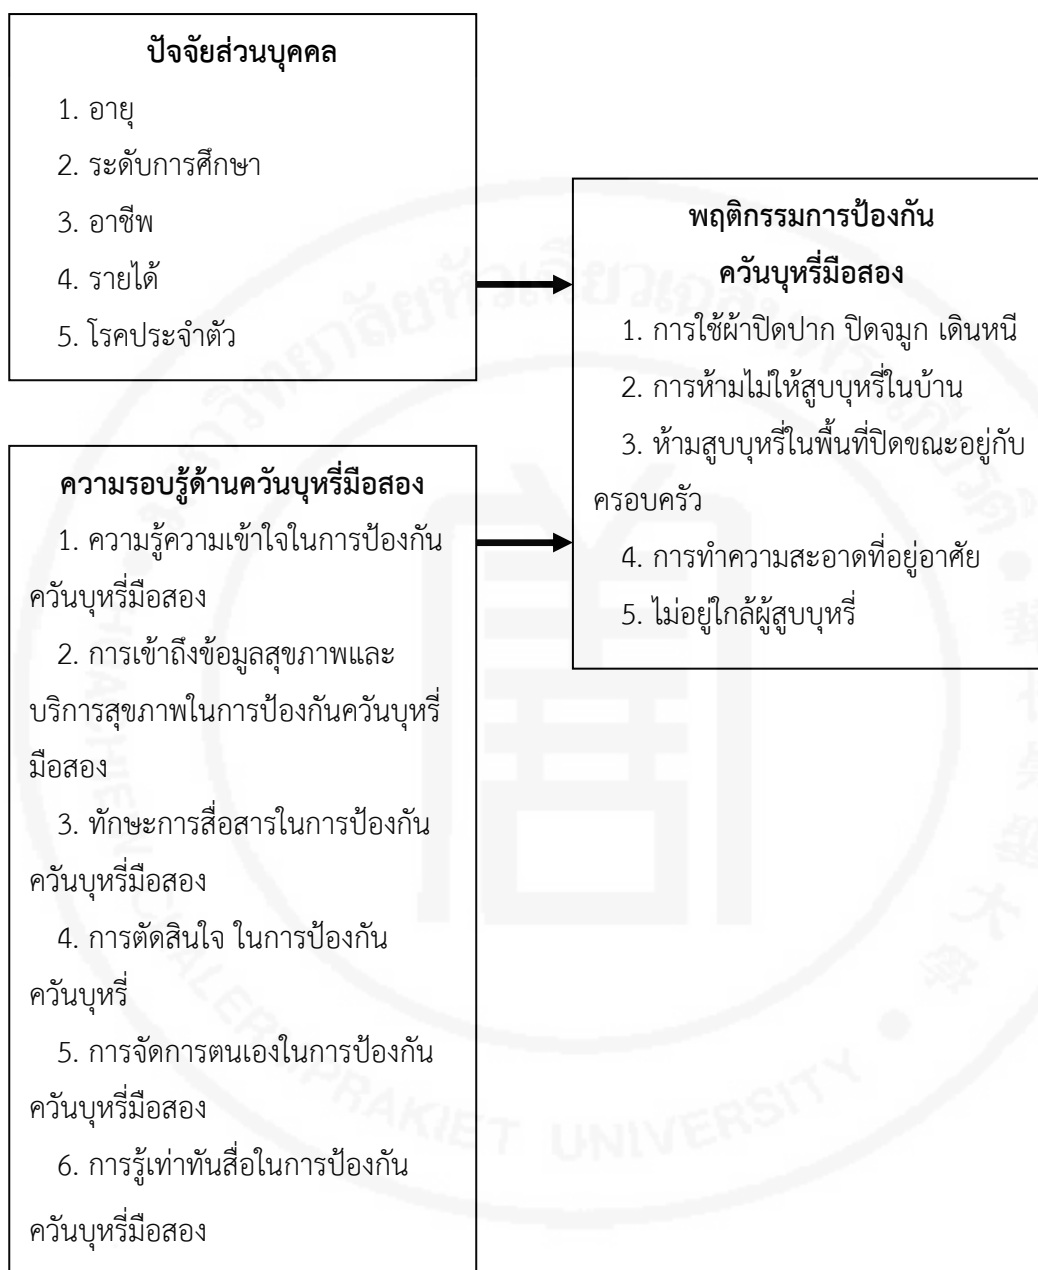 ปัจจัยส่วนบุคคล
1. อายุ
2. ระดับการศึกษา
3. อาชีพ
4. รายได้
5. โรคประจำตัว
ความรอบรู้ด้านควันบุหรี่มือสอง
1. ความรู้ความเข้าใจในการป้องกัน
ควันบุหรี่มือสอง
2. การเข้าถึงข้อมูลสุขภาพและ
บริการสุขภาพในการป้องกันควันบุหรี่
มือสอง
3. ทักษะการสื่อสารในการป้องกัน
ควันบุหรี่มือสอง
4. การตัดสินใจ ในการป้องกัน
ควันบุหรี่
5. การจัดการตนเองในการป้องกัน
ควันบุหรี่มือสอง
6. การรู้เท่าทันสื่อในการป้องกัน
ควันบุหรี่มือสอง
พฤติกรรมการป้องกัน
ควันบุหรี่มือสอง
1. การใช้ผ้าปิดปาก ปิดจมูก เดินหนี
2. การห้ามไม่ให้สูบบุหรี่ในบ้าน
3. ห้ามสูบบุหรี่ในพื้นที่ปิดขณะอยู่กับ
ครอบครัว
4. การทำความสะอาดที่อยู่อาศัย
5. ไม่อยู่ใกล้ผู้สูบบุหรี่
UNIVERSITY